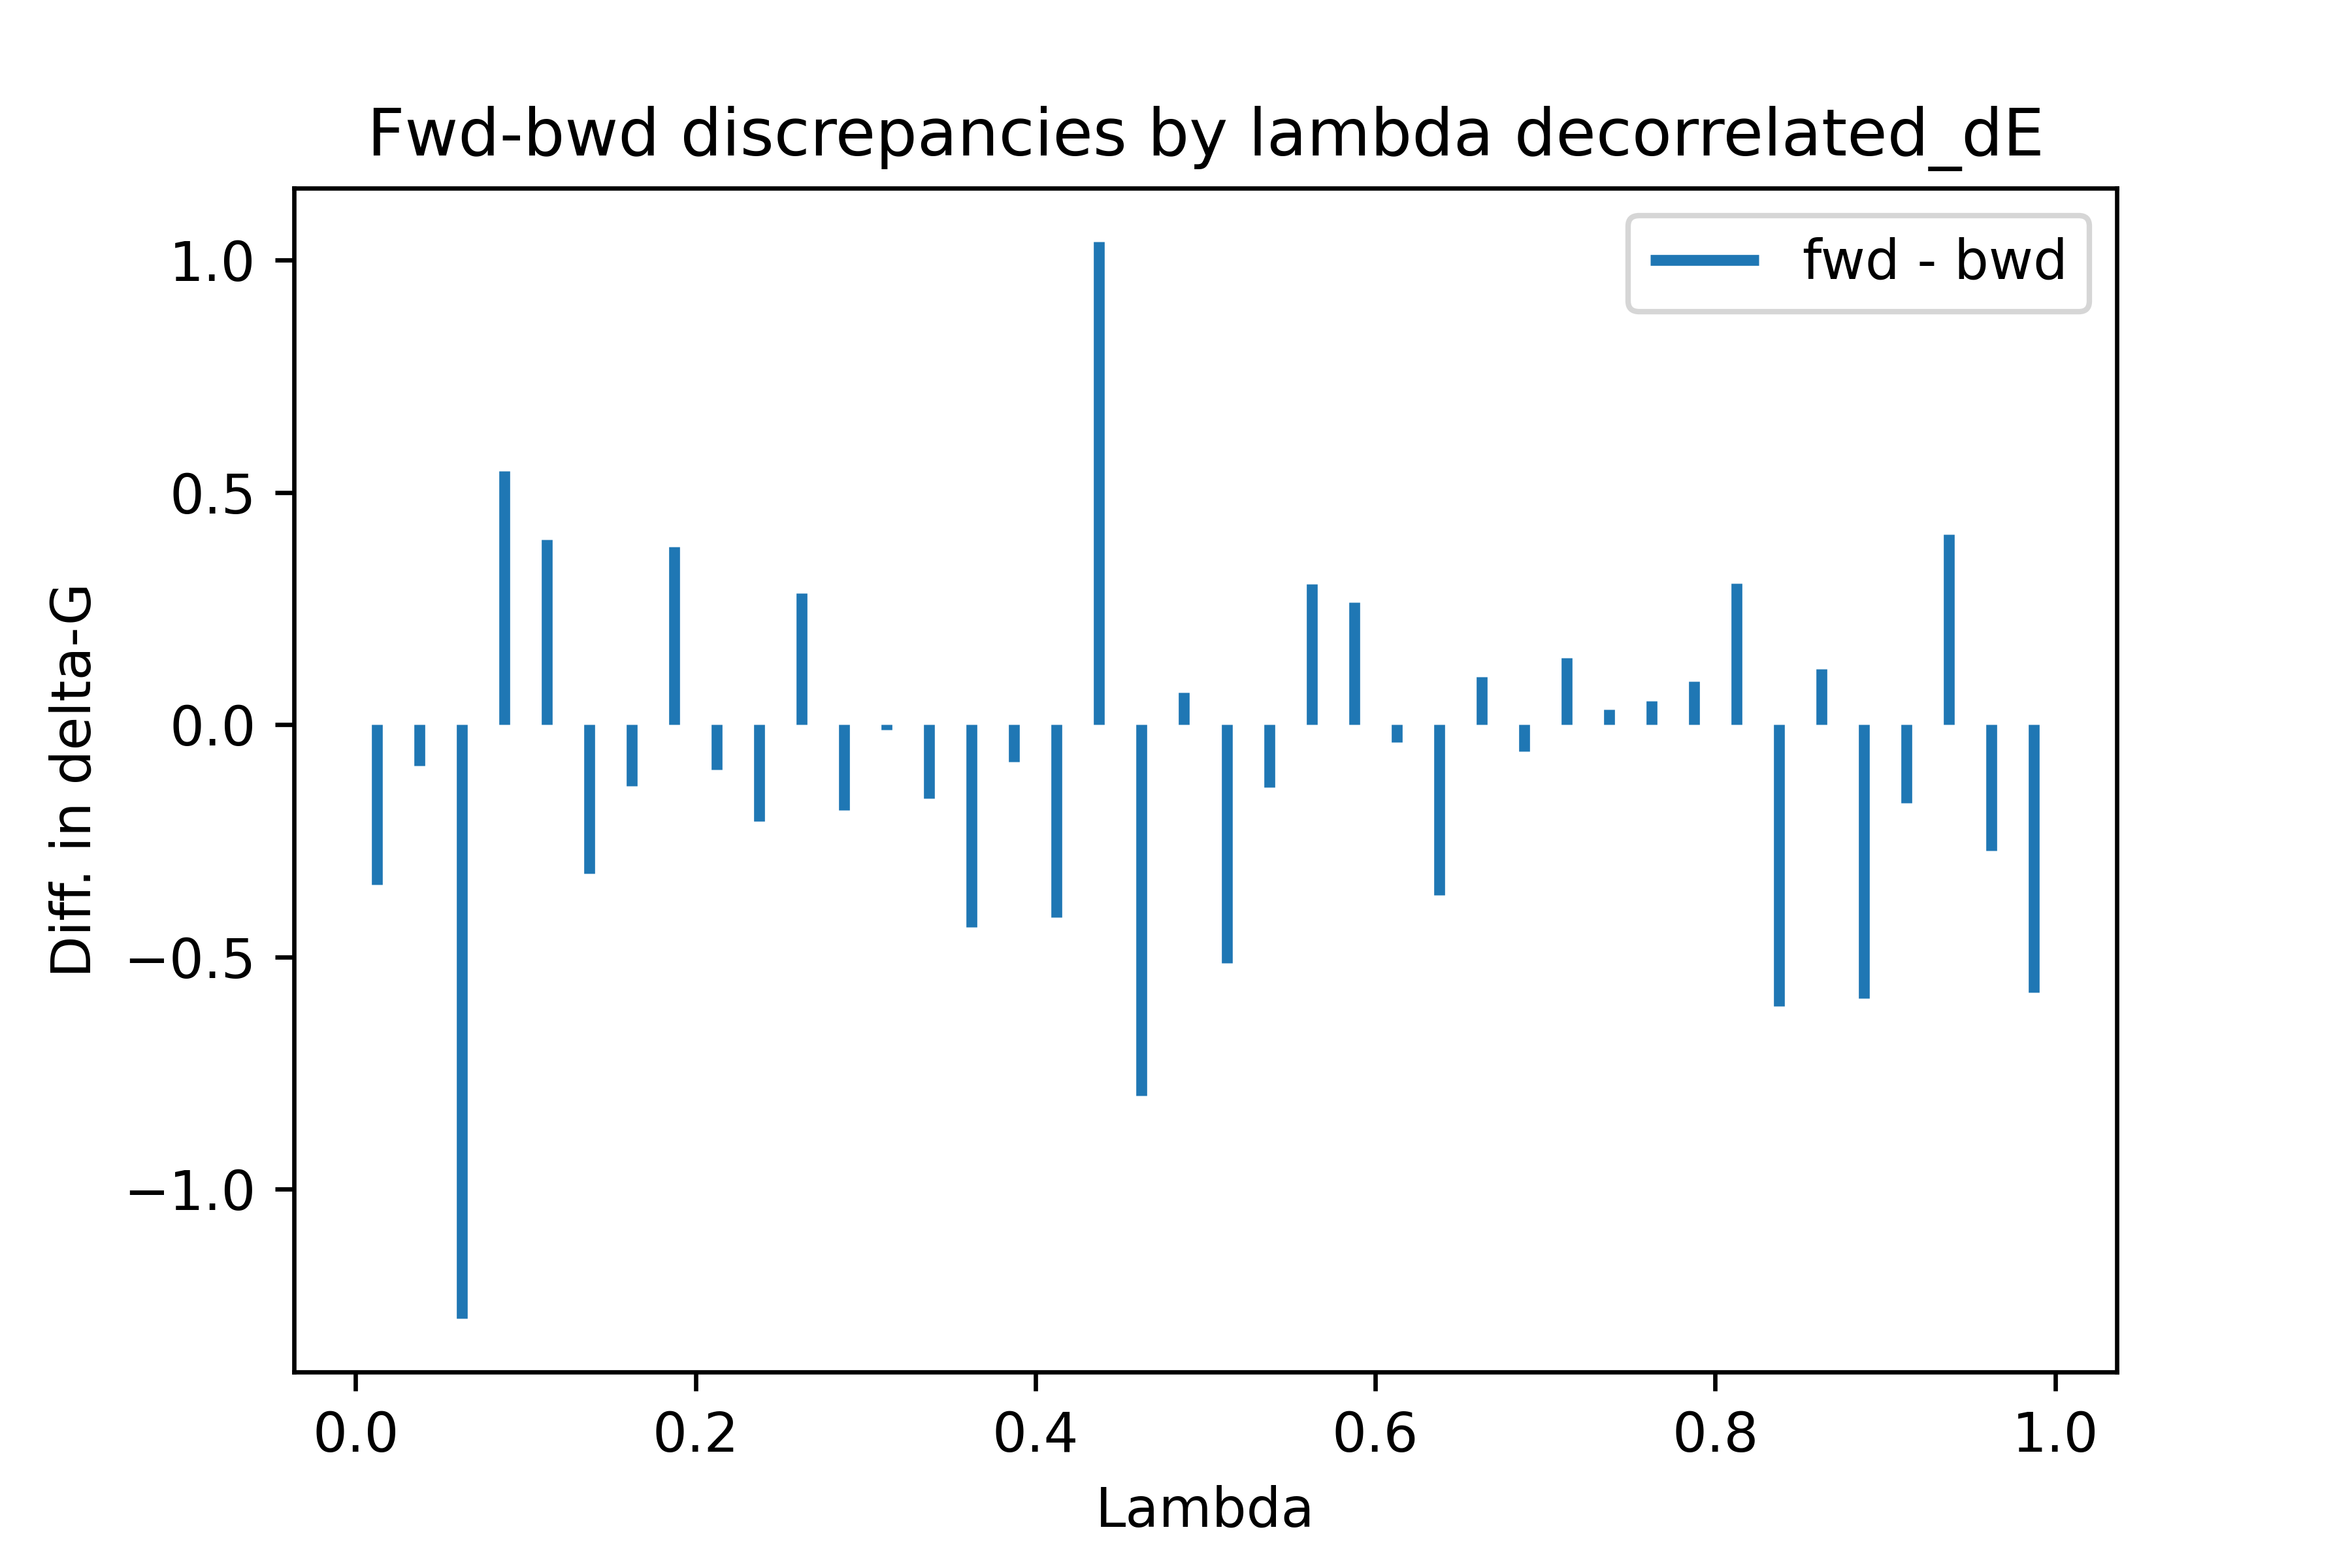 Fwd-bwd discrepancies by lambda decorrelated_dE
fwd - bwd
1.0
0.5
0.0
−0.5
−1.0
Diff. in delta-G
0.0 0.2 0.4 0.6 0.8 1.0
Lambda